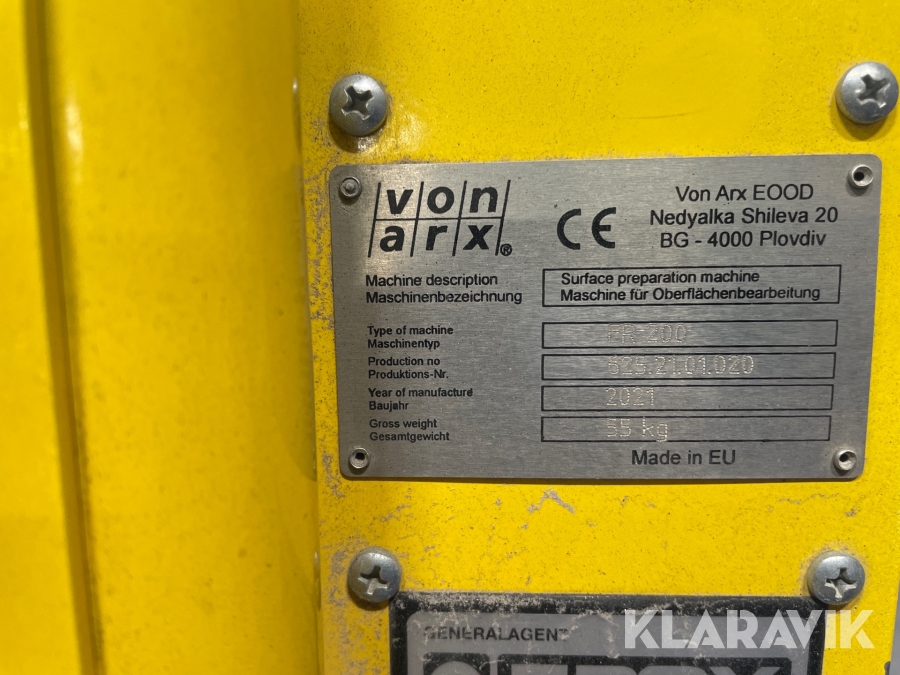 von
arx®
CE
Von Arx EOOD
Nedyalka Shileva 20
BG - 4000 Plovdiv
Machine description
Maschinenbezeichnung
Surface preparation machine
Maschine für Oberflächenbearbeitung
Type of machine
Maschinentyp
FR 200
Production no
Produktions-Nr.
625.21.01.020
Year of manufacture
Baujahr
2021
Gross weight
Gesamtgewicht
55 kg
Made in EU
GENERALAGENT
KLARAVIK